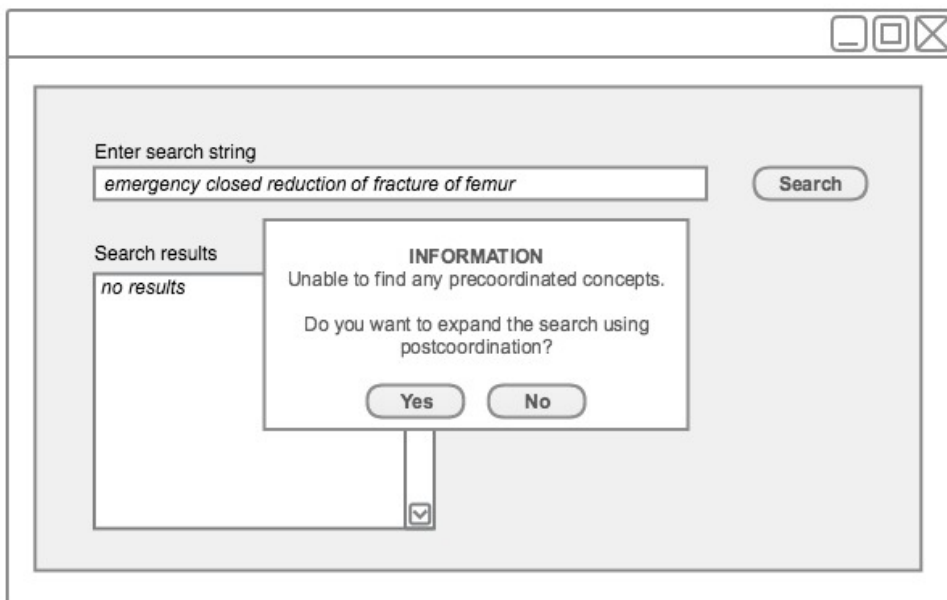 Enter search string
emergency closed reduction of fracture of femur
Search
Search results
no results
INFORMATION
Unable to find any precoordinated concepts.
Do you want to expand the search using
postcoordination?
Yes
No